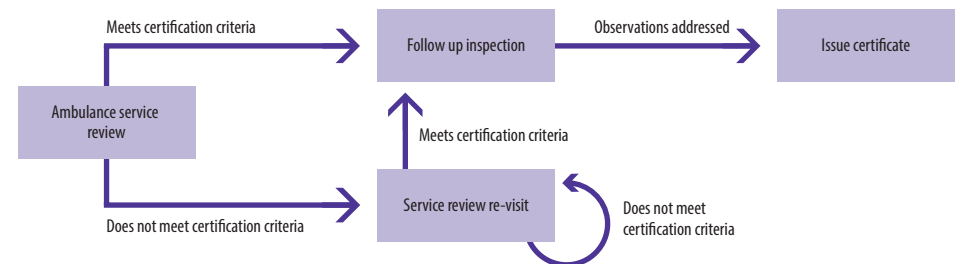 Meets certification criteria
Follow up inspection
Observations addressed
Issue certificate
Ambulance service
review
Meets certification criteria
Does not meet certification criteria
Service review re-visit
Does not meet
certification criteria